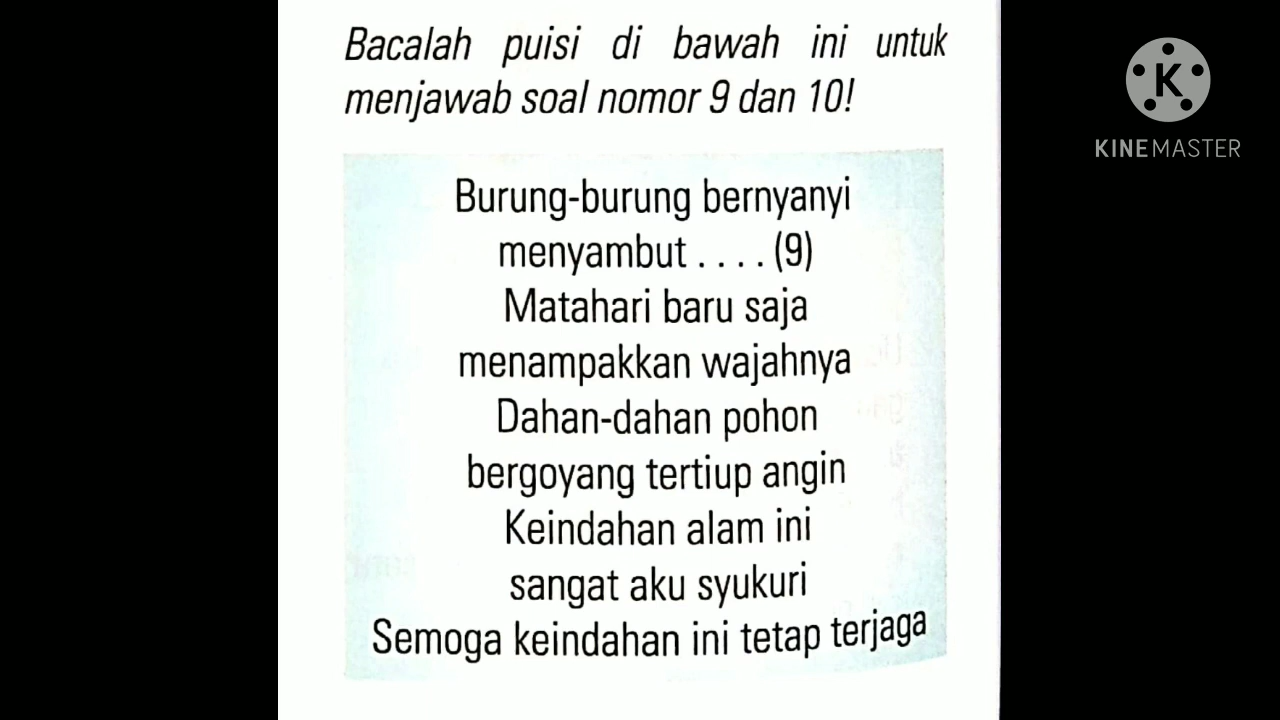 Bacalah puisi di bawah ini untuk
menjawab soal nomor 9 dan 10!
Burung-burung bernyanyi
menyambut . . . . (9)
Matahari baru saja
menampakkan wajahnya
Dahan-dahan pohon
bergoyang tertiup angin
Keindahan alam ini
sangat aku syukuri
Semoga keindahan ini tetap terjaga
K
KINEMASTER